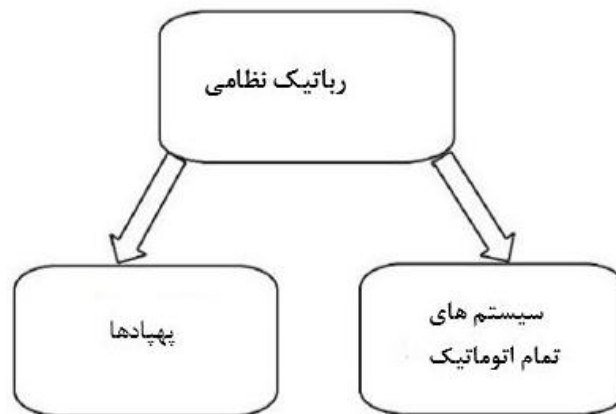 رباتیک نظامی
سیستم های
تمام اتوماتیک
پهپادها